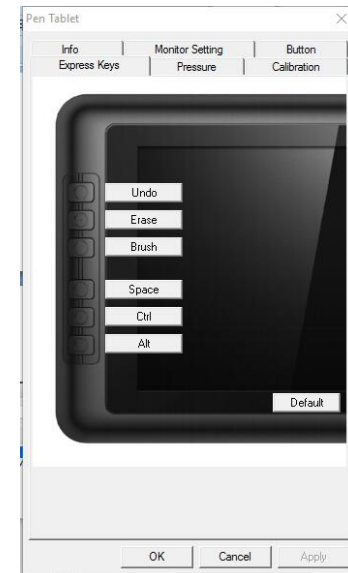 Pen Tablet
Info Monitor Setting Button
Express Keys Pressure Calibration
Undo
Erase
Brush
Space
Ctrl
Alt
Default
OK Cancel Apply